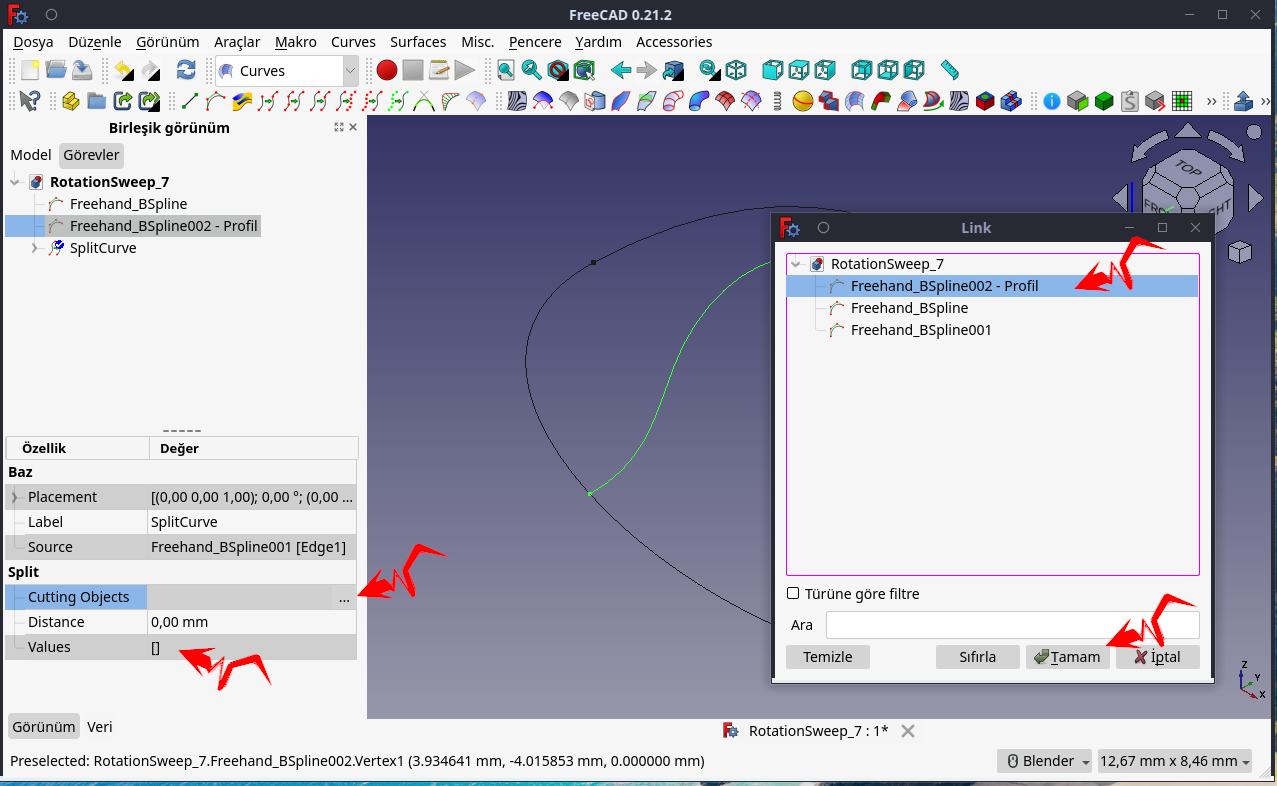 FreeCAD 0.21.2
Dosya Düzenle Görünüm Araçlar Makro Curves Surfaces Misc. Pencere Yardım Accessories
Curves
Birleşik görünüm
Model Görevler
RotationSweep_7
Freehand_BSpline
Freehand_BSpline002 - Profil
SplitCurve
Özellik Değer
Baz
Placement [(0,00 0,00 1,00); 0,00 °; (0,00 ...
Label SplitCurve
Source Freehand_BSpline001 [Edge1]
Split
Cutting Objects ...
Distance 0,00 mm
Values []
Görünüm Veri
TOP
FRO
GHT
Link
RotationSweep_7
Freehand_BSpline002 - Profil
Freehand_BSpline
Freehand_BSpline001
Türüne göre filtre
Ara
Temizle Sıfırla Tamam İptal
Z
Y
X
RotationSweep_7 : 1*
Preselected: RotationSweep_7.Freehand_BSpline002.Vertex1 (3.934641 mm, -4.015853 mm, 0.000000 mm) Blender 12,67 mm x 8,46 mm